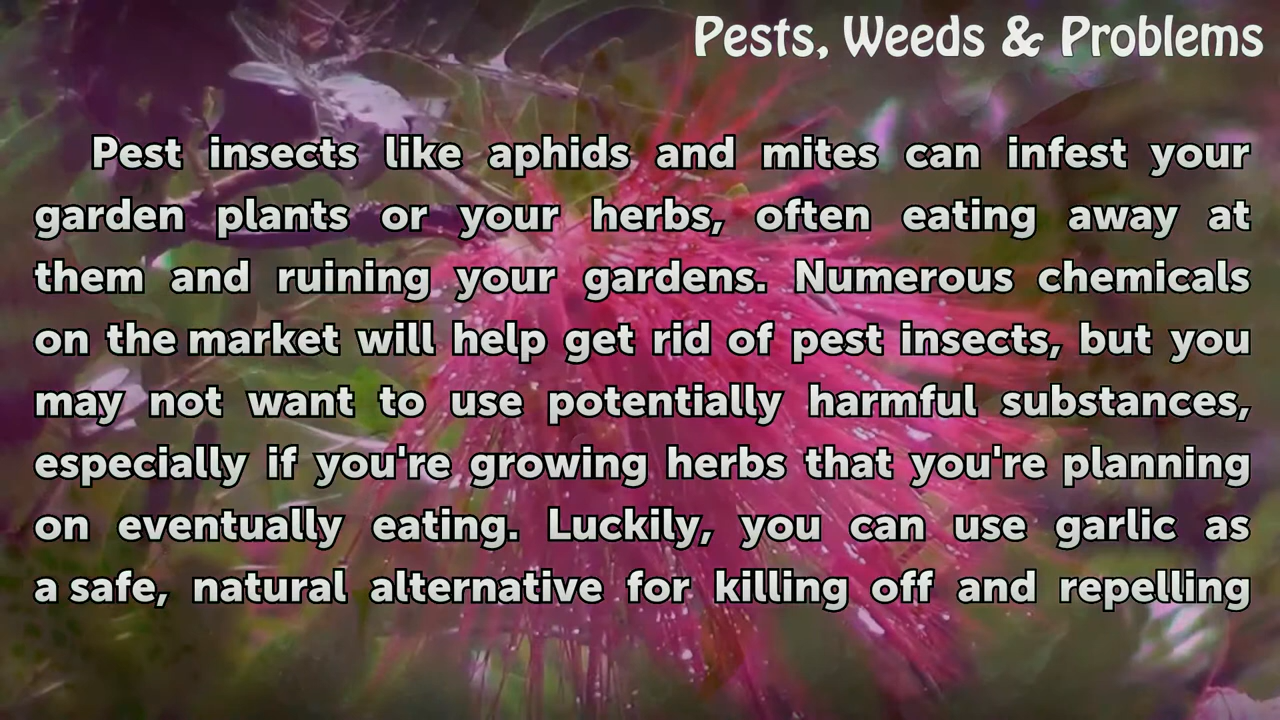 Pests, Weeds & Problems
Pest insects like aphids and mites can infest your
garden plants or your herbs, often eating away at
them and ruining your gardens. Numerous chemicals
on the market will help get rid of pest insects, but you
may not want to use potentially harmful substances,
especially if you're growing herbs that you're planning
on eventually eating. Luckily, you can use garlic as
a safe, natural alternative for killing off and repelling